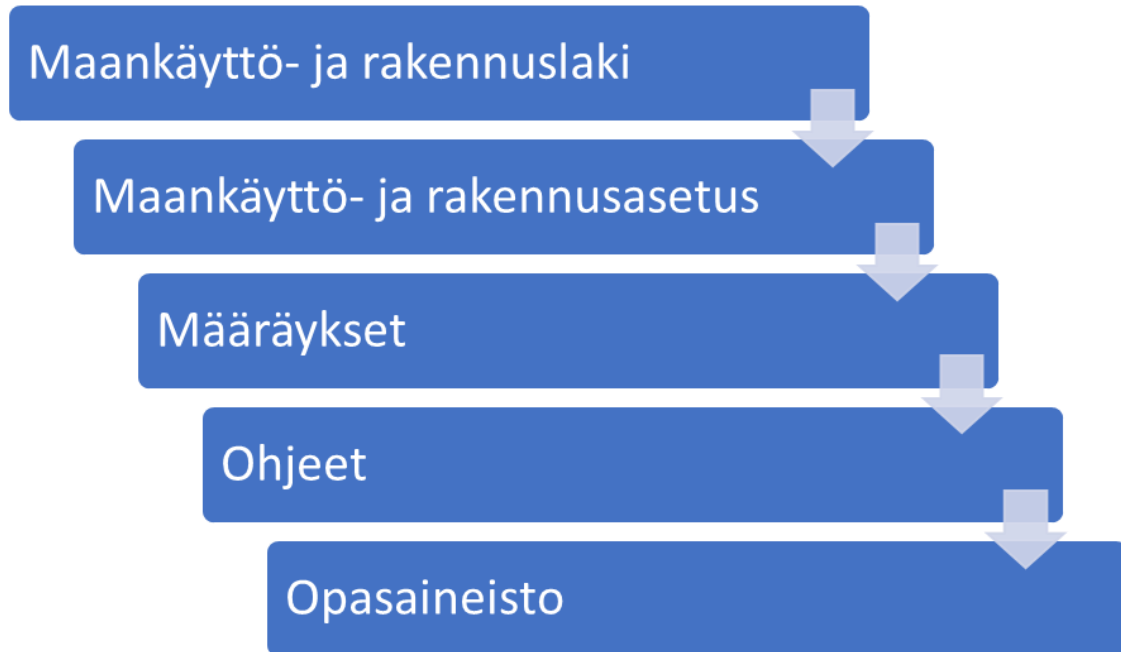 Maankäyttö- ja rakennuslaki
Maankäyttö- ja rakennusasetus
Määräykset
Ohjeet
Opasaineisto